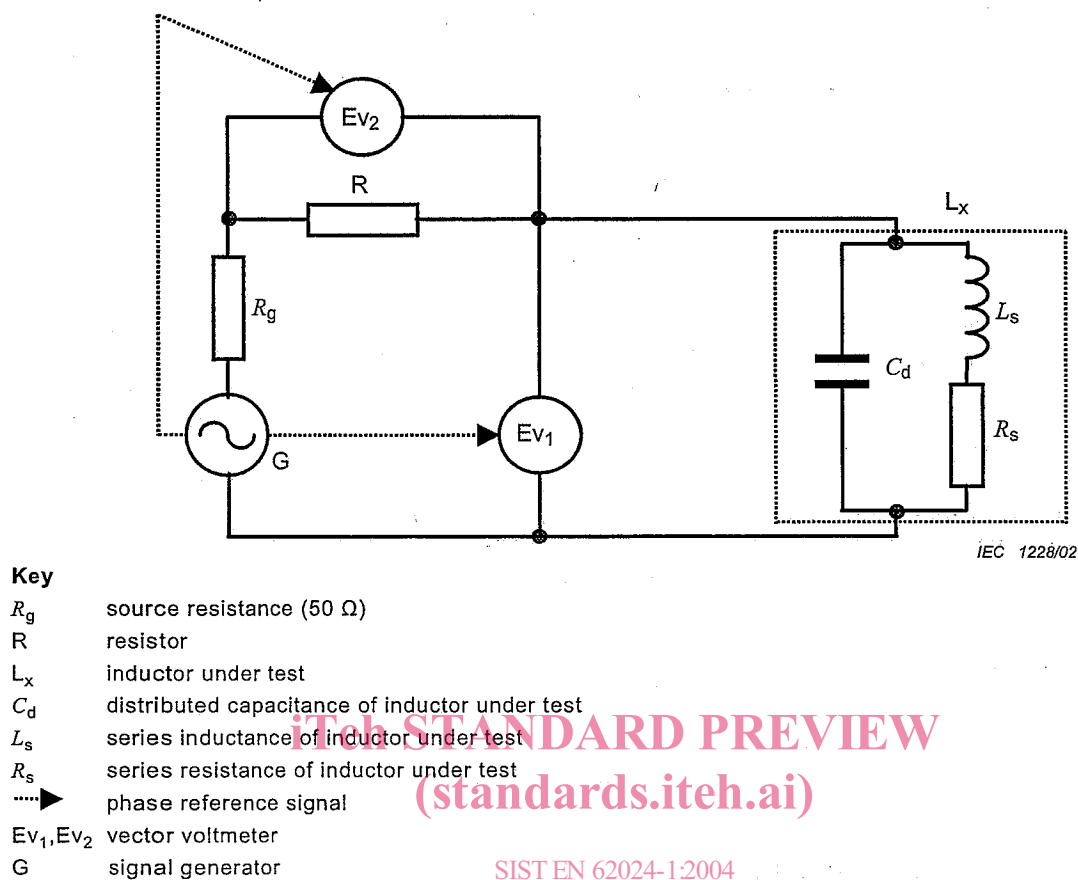 Ev2
R
Lx
Rg
Ls
Cd
Ev1
Rs
G
IEC 1228/02
Key
Rg source resistance (50 Ω)
R resistor
Lx inductor under test
Cd distributed capacitance of inductor under test
iTeh STANDARD PREVIEW
Ls series inductance of inductor under test
Rs series resistance of inductor under test
(standards.iteh.ai)
phase reference signal
Ev1,Ev2 vector voltmeter
G signal generator
SIST EN 62024-1:2004